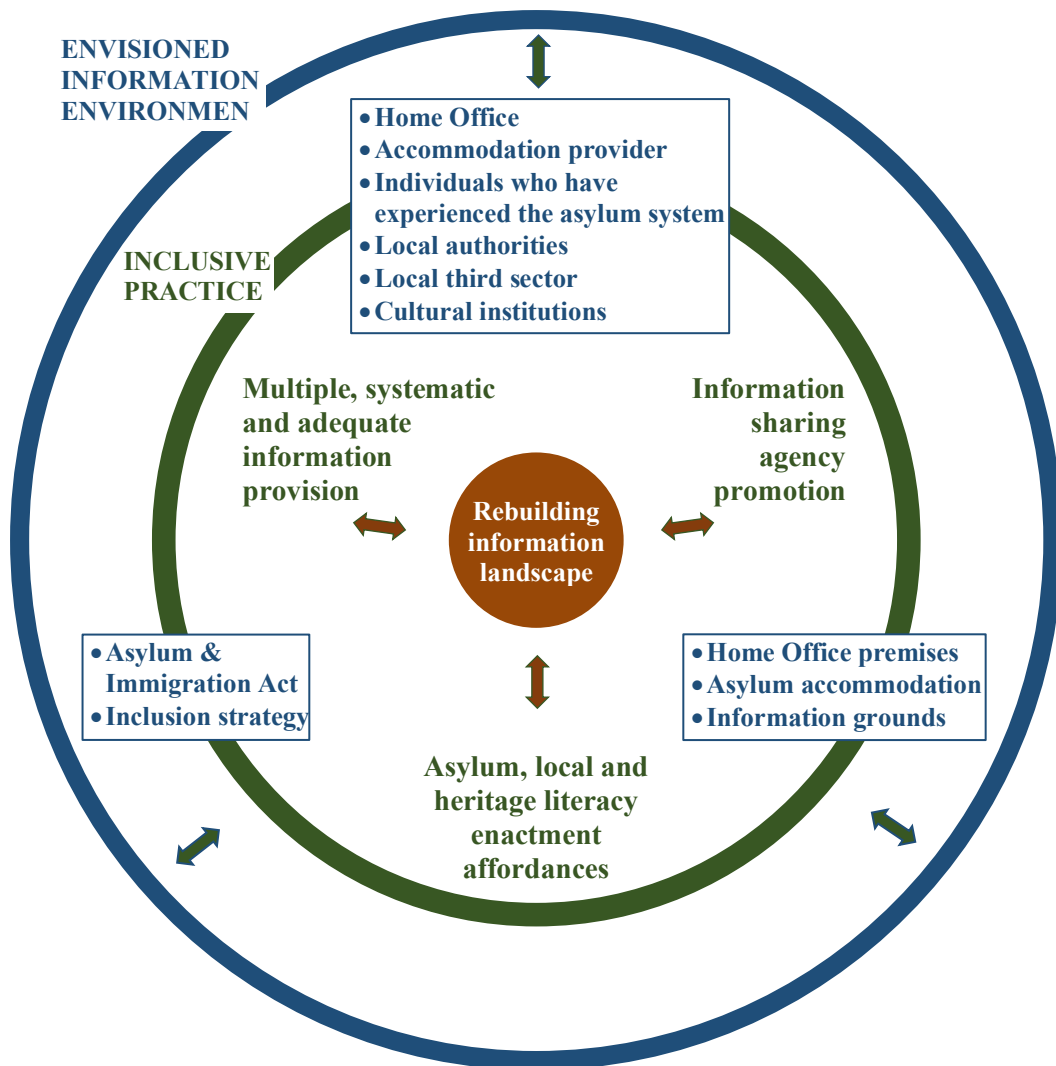 ENVISIONED
INFORMATION
ENVIRONMEN
• Home Office
• Accommodation provider
• Individuals who have
experienced the asylum system
• Local authorities
• Local third sector
• Cultural institutions
INCLUSIVE
PRACTICE
Multiple, systematic
and adequate
information
provision
Information
sharing
agency
promotion
Rebuilding
information
landscape
• Asylum &
Immigration Act
• Inclusion strategy
• Home Office premises
• Asylum accommodation
• Information grounds
Asylum, local and
heritage literacy
enactment
affordances